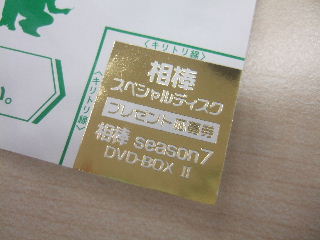 〈キリトリ線〉
〈キリトリ線〉
い。
相棒
スペシャルディスク
プレゼント応募券
相棒 season7
DVD-BOX II